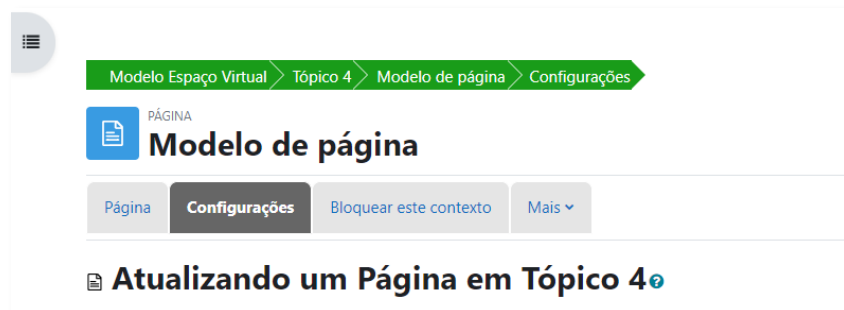 Modelo Espaço Virtual Tópico 4 Modelo de página Configurações
PÁGINA
Modelo de página
Página Configurações Bloquear este contexto Mais
Atualizando um Página em Tópico 4